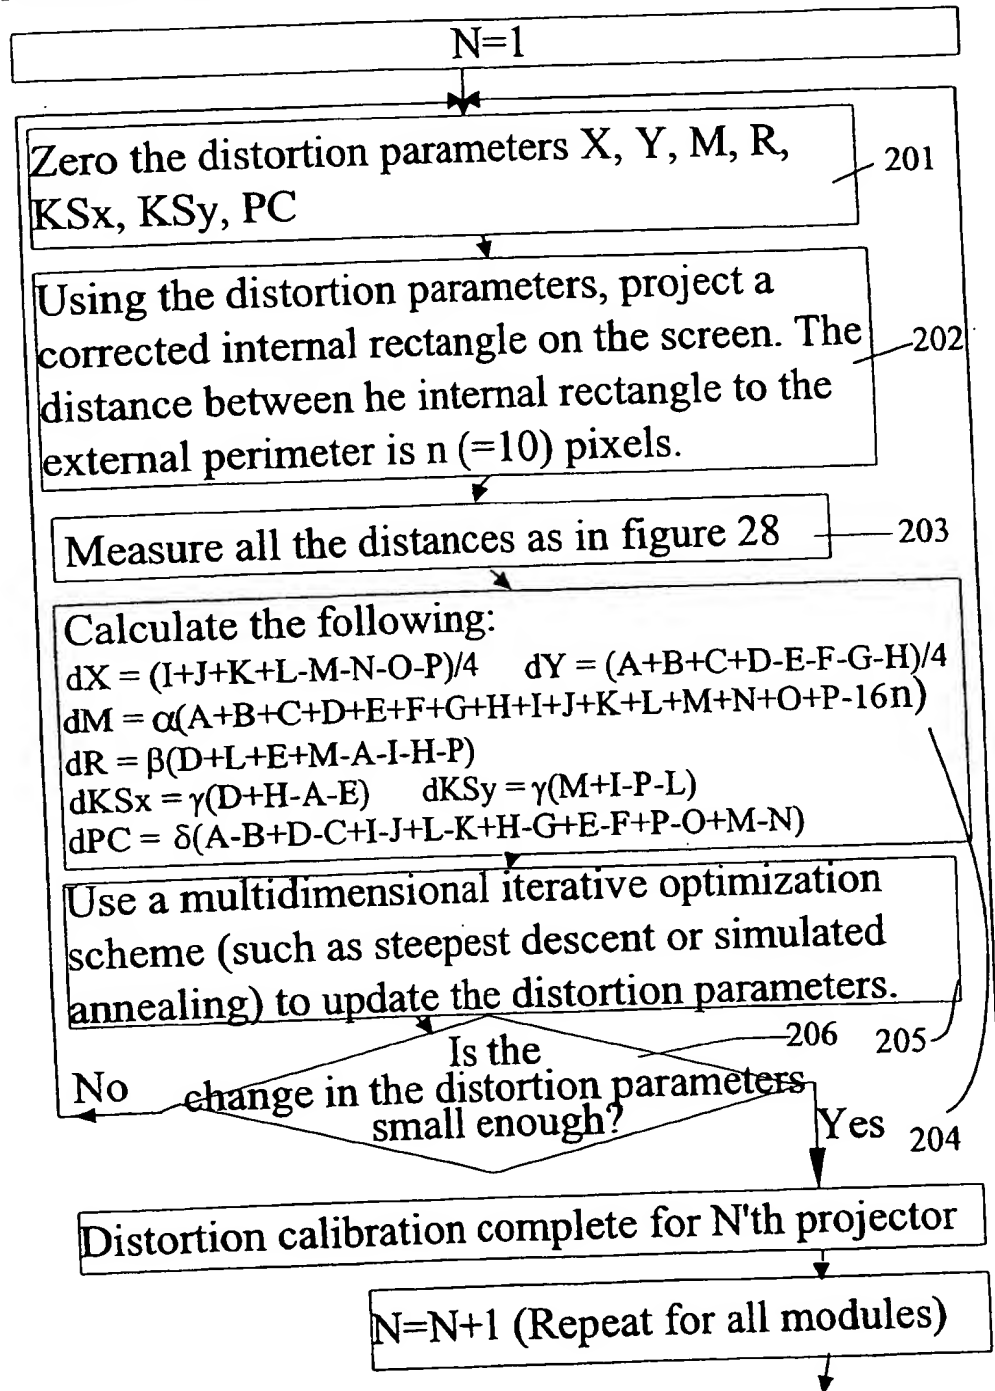 N=1
Zero the distortion parameters X, Y, M, R,
KSx, KSy, PC
201
Using the distortion parameters, project a
corrected internal rectangle on the screen. The
distance between he internal rectangle to the
external perimeter is n (=10) pixels.
202
Measure all the distances as in figure 28
203
Calculate the following:
dX = (I+J+K+L-M-N-O-P)/4 dY = (A+B+C+D-E-F-G-H)/4
dM = α(A+B+C+D+E+F+G+H+I+J+K+L+M+N+O+P-16n)
dR = β(D+L+E+M-A-I-H-P)
dKSx = γ(D+H-A-E) dKSy = γ(M+I-P-L)
dPC = δ(A-B+D-C+I-J+L-K+H-G+E-F+P-O+M-N)
Use a multidimensional iterative optimization
scheme (such as steepest descent or simulated
annealing) to update the distortion parameters.
206
205
Is the
change in the distortion parameters
small enough?
No
Yes
204
Distortion calibration complete for N'th projector
N=N+1 (Repeat for all modules)